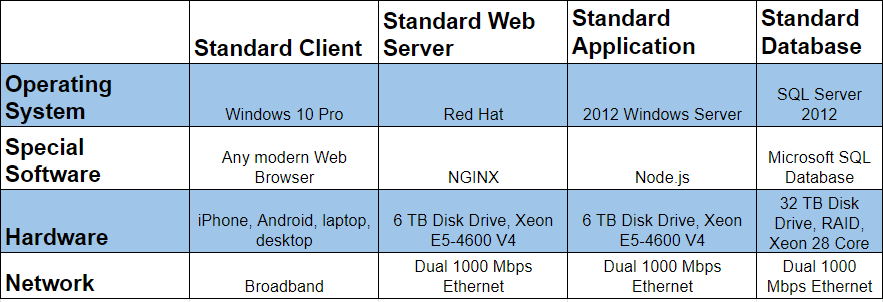 Standard Client
Standard Web
Server
Standard
Application
Standard
Database
Operating
System
Windows 10 Pro
Red Hat
2012 Windows Server
SQL Server
2012
Special
Software
Any modern Web
Browser
NGINX
Node.js
Microsoft SQL
Database
Hardware
iPhone, Android, laptop,
desktop
6 TB Disk Drive, Xeon
E5-4600 V4
6 TB Disk Drive, Xeon
E5-4600 V4
32 TB Disk
Drive, RAID,
Xeon 28 Core
Network
Broadband
Dual 1000 Mbps
Ethernet
Dual 1000 Mbps
Ethernet
Dual 1000
Mbps Ethernet